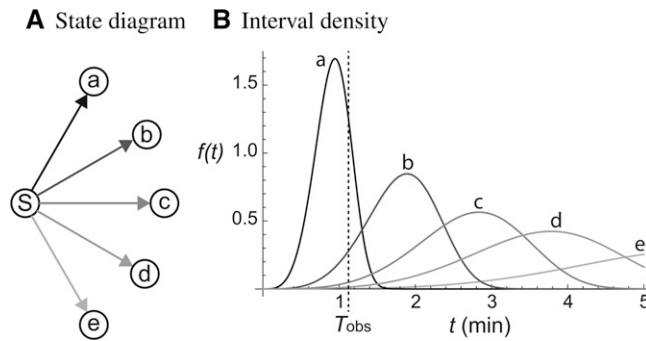 A State diagram
B Interval density
S
a
b
c
d
e
f(t)
1.5
1.0
0.5
a
b
c
d
e
1 2 3 4 5
Tobs
t (min)